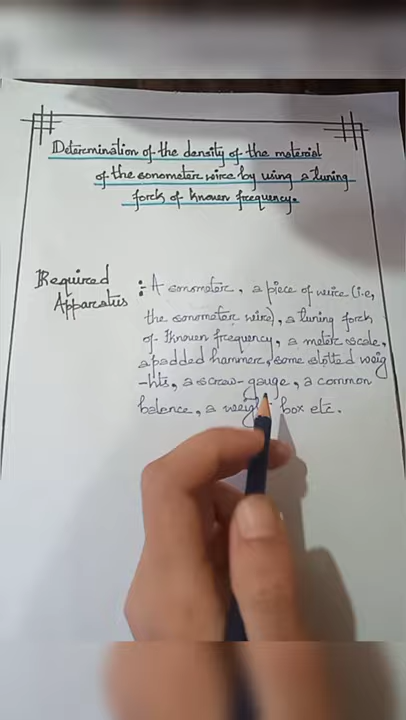 Determination of the density of the material
of the sonometer wire by using a tuning
fork of known frequency.
Required
Apparatus :- A sonometer, a piece of wire (i.e,
the sonometer wire), a tuning fork
of known frequency, a meter scale,
a padded hammer, some slotted weig
-hts, a screw-gauge, a common
balence, a weight box etc.